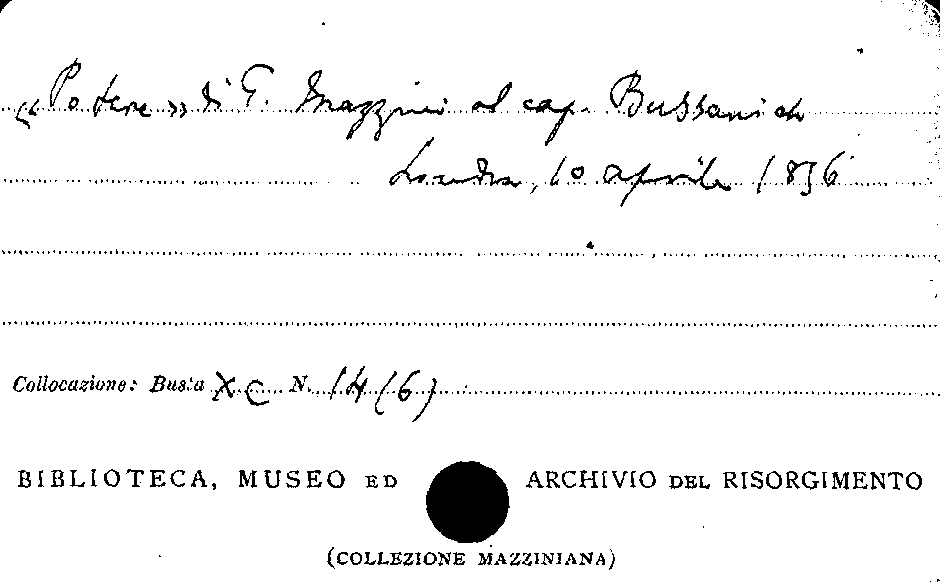 «Potere» di G. Mazzini al cap. Bussanich
Londra, 10 aprile 1856
Collocazione: Busta XC N. 14 (6)
BIBLIOTECA, MUSEO ED ARCHIVIO DEL RISORGIMENTO
(COLLEZIONE MAZZINIANA)